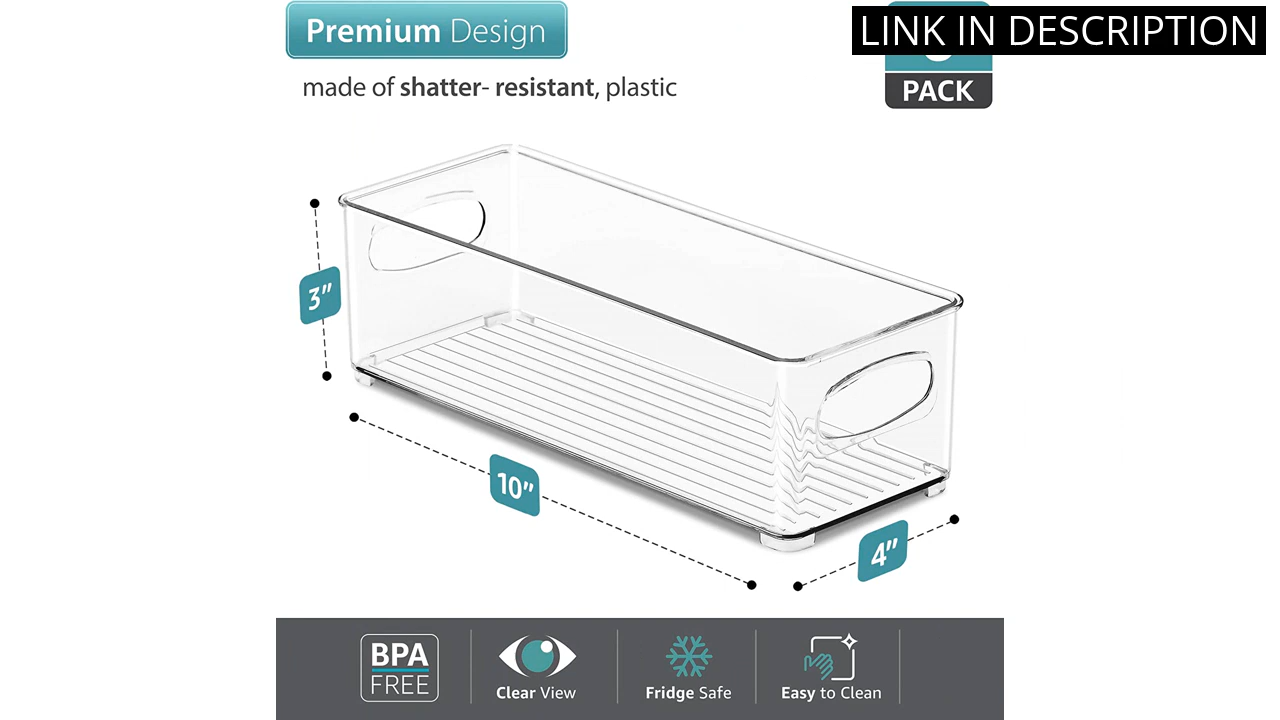 Premium Design
LINK IN DESCRIPTION
made of shatter- resistant, plastic
PACK
3"
10"
4"
BPA
FREE
Clear View
Fridge Safe
Easy to Clean